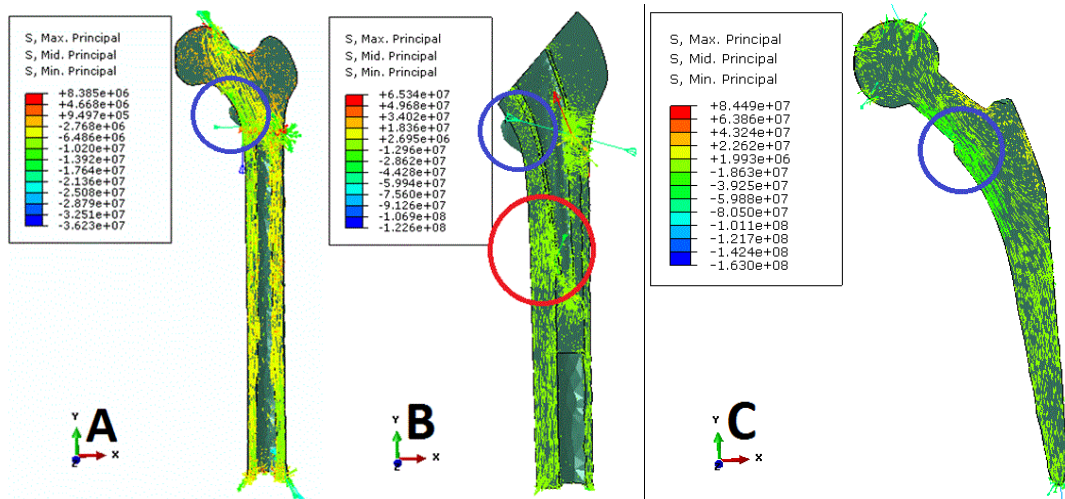 S, Max. Principal
S, Mid. Principal
S, Min. Principal
+8.385e+06
+4.668e+06
+9.497e+05
-2.768e+06
-6.486e+06
-1.020e+07
-1.392e+07
-1.764e+07
-2.136e+07
-2.508e+07
-2.879e+07
-3.251e+07
-3.623e+07
Y
X
Z
A
S, Max. Principal
S, Mid. Principal
S, Min. Principal
+6.534e+07
+4.968e+07
+3.402e+07
+1.836e+07
+2.695e+06
-1.296e+07
-2.862e+07
-4.428e+07
-5.994e+07
-7.560e+07
-9.126e+07
-1.069e+08
-1.226e+08
Y
X
Z
B
S, Max. Principal
S, Mid. Principal
S, Min. Principal
+8.449e+07
+6.386e+07
+4.324e+07
+2.262e+07
+1.993e+06
-1.863e+07
-3.925e+07
-5.988e+07
-8.050e+07
-1.011e+08
-1.217e+08
-1.424e+08
-1.630e+08
Y
X
Z
C